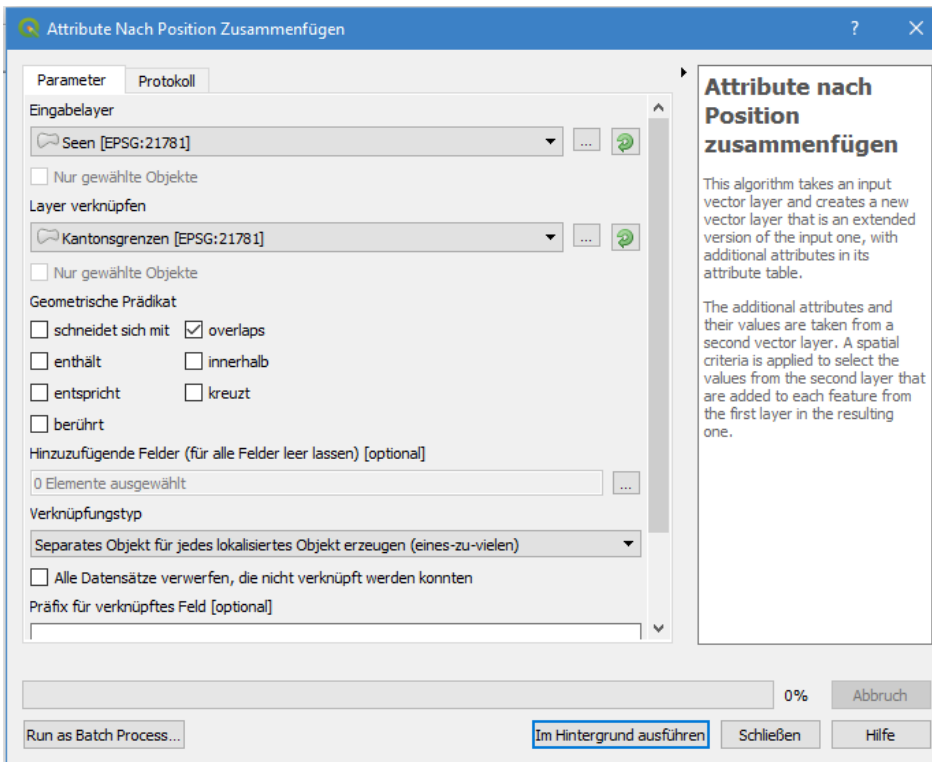 Attribute Nach Position Zusammenfügen
?
Parameter
Protokoll
Eingabelayer
Seen [EPSG:21781]
...
Nur gewählte Objekte
Layer verknüpfen
Kantonsgrenzen [EPSG:21781]
...
Nur gewählte Objekte
Geometrische Prädikat
schneidet sich mit
overlaps
enthält
innerhalb
entspricht
kreuzt
berührt
Hinzuzufügende Felder (für alle Felder leer lassen) [optional]
0 Elemente ausgewählt
...
Verknüpfungstyp
Separates Objekt für jedes lokalisiertes Objekt erzeugen (eines-zu-vielen)
Alle Datensätze verwerfen, die nicht verknüpft werden konnten
Präfix für verknüpftes Feld [optional]
Attribute nach
Position
zusammenfügen
This algorithm takes an input
vector layer and creates a new
vector layer that is an extended
version of the input one, with
additional attributes in its
attribute table.
The additional attributes and
their values are taken from a
second vector layer. A spatial
criteria is applied to select the
values from the second layer that
are added to each feature from
the first layer in the resulting
one.
0%
Abbruch
Run as Batch Process...
Im Hintergrund ausführen
Schließen
Hilfe